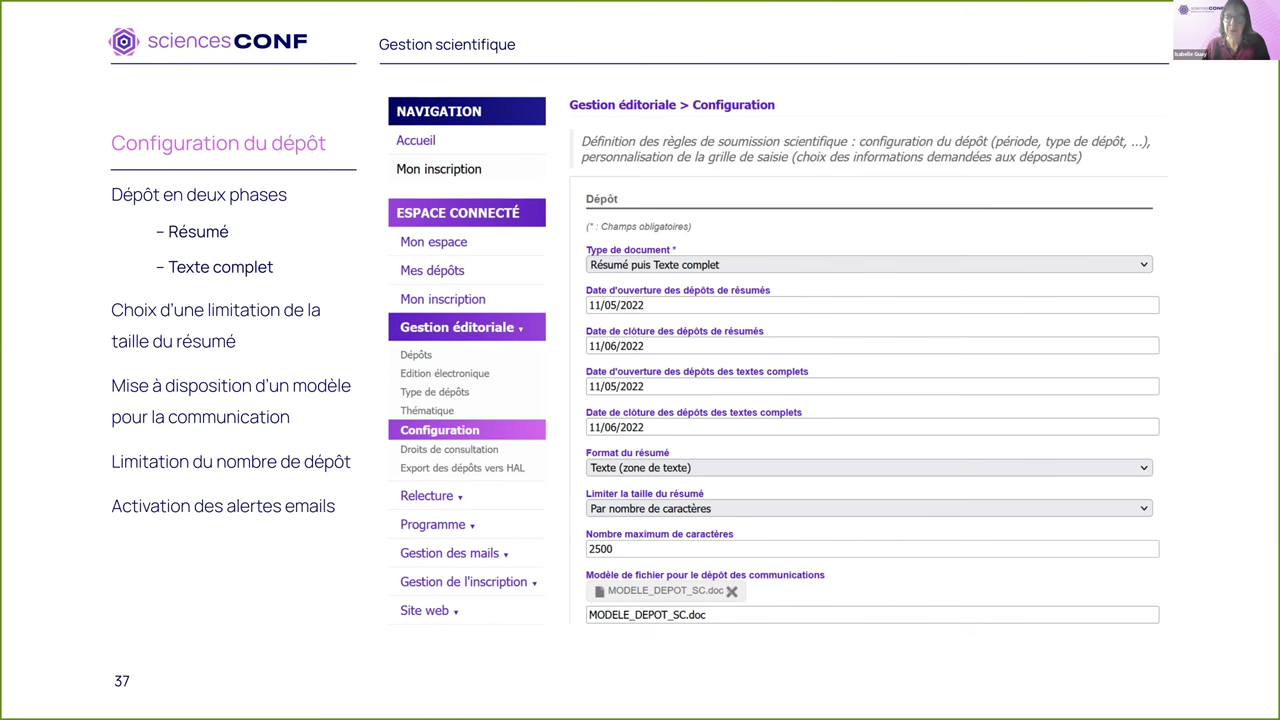 sciencesCONF
Gestion scientifique
sciencesCONF
Isabelle Guay
Configuration du dépôt
Dépôt en deux phases
– Résumé
– Texte complet
Choix d'une limitation de la
taille du résumé
Mise à disposition d'un modèle
pour la communication
Limitation du nombre de dépôt
Activation des alertes emails
NAVIGATION
Accueil
Mon inscription
ESPACE CONNECTÉ
Mon espace
Mes dépôts
Mon inscription
Gestion éditoriale
Dépôts
Edition électronique
Type de dépôts
Thématique
Configuration
Droits de consultation
Export des dépôts vers HAL
Relecture
Programme
Gestion des mails
Gestion de l'inscription
Site web
Gestion éditoriale > Configuration
Définition des règles de soumission scientifique : configuration du dépôt (période, type de dépôt, ...),
personnalisation de la grille de saisie (choix des informations demandées aux déposants)
Dépôt
(* : Champs obligatoires)
Type de document *
Résumé puis Texte complet
Date d'ouverture des dépôts de résumés
11/05/2022
Date de clôture des dépôts de résumés
11/06/2022
Date d'ouverture des dépôts des textes complets
11/05/2022
Date de clôture des dépôts des textes complets
11/06/2022
Format du résumé
Texte (zone de texte)
Limiter la taille du résumé
Par nombre de caractères
Nombre maximum de caractères
2500
Modèle de fichier pour le dépôt des communications
MODELE_DEPOT_SC.doc
MODELE_DEPOT_SC.doc
37